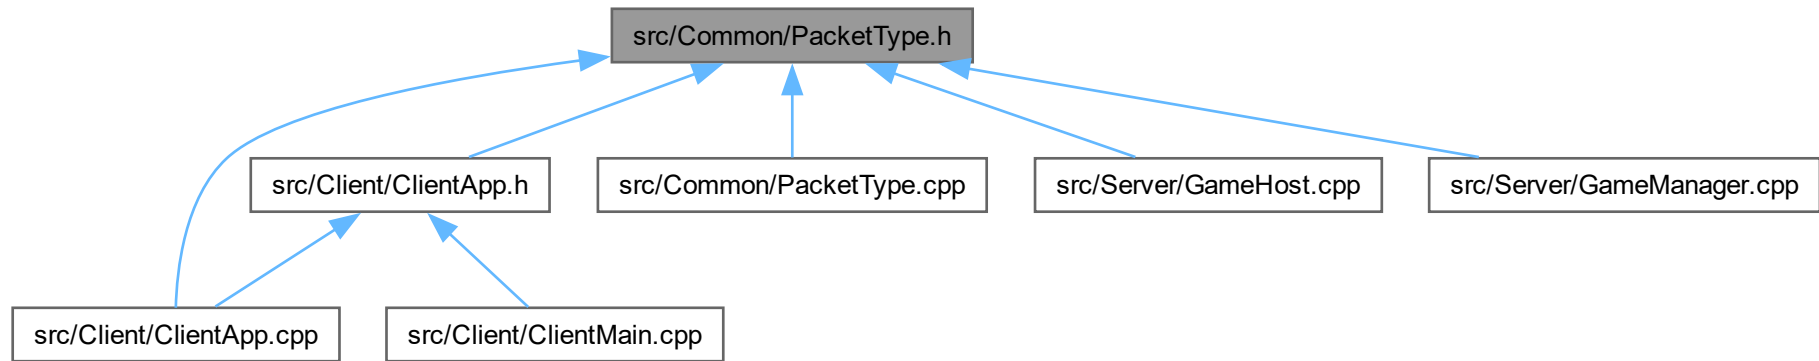 src/Common/PacketType.h
src/Client/ClientApp.h
src/Common/PacketType.cpp
src/Server/GameHost.cpp
src/Server/GameManager.cpp
src/Client/ClientApp.cpp
src/Client/ClientMain.cpp